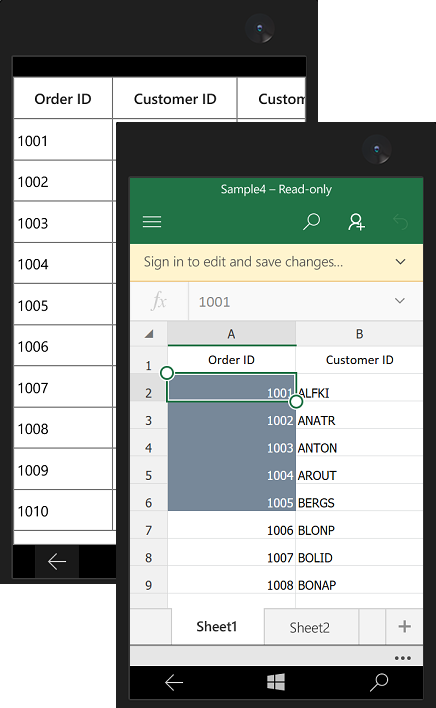 Order ID Customer ID Custom
1001
1002
1003
1004
1005
1006
1007
1008
1009
1010
Sample4 – Read-only
Sign in to edit and save changes...
fx 1001
A B
1 Order ID Customer ID
2 1001 ALFKI
3 1002 ANATR
4 1003 ANTON
5 1004 AROUT
6 1005 BERGS
7 1006 BLONP
8 1007 BOLID
9 1008 BONAP
Sheet1 Sheet2 +